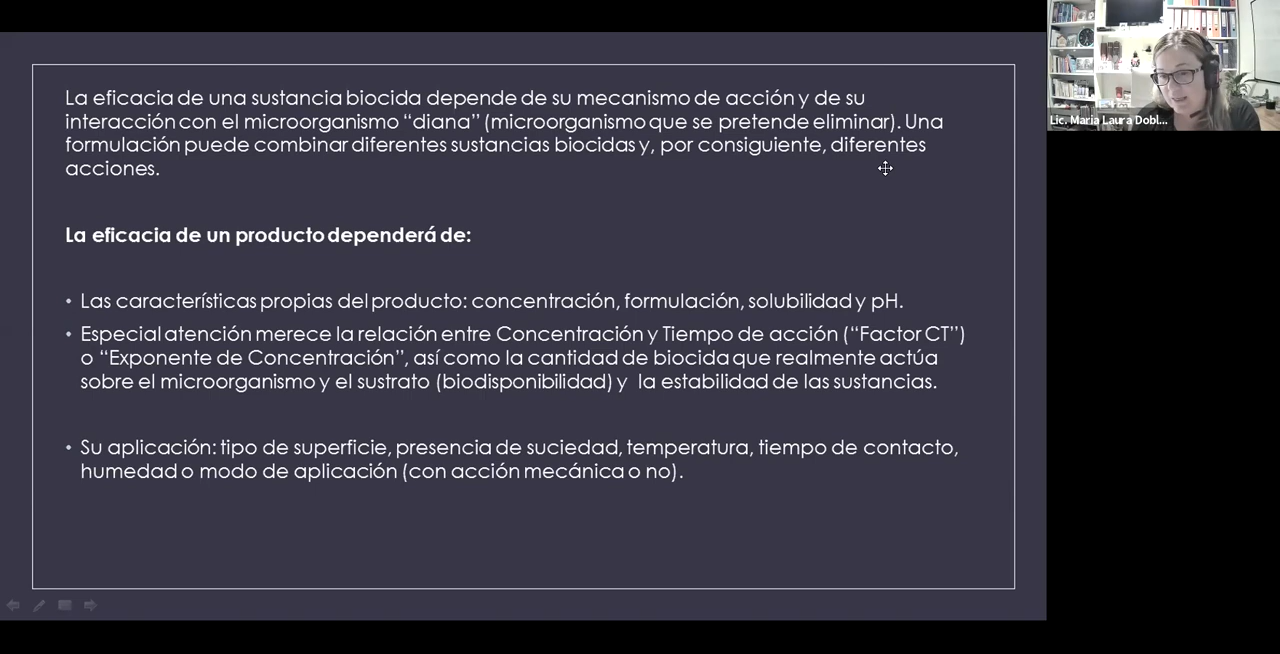 La eficacia de una sustancia biocida depende de su mecanismo de acción y de su
interacción con el microorganismo “diana” (microorganismo que se pretende eliminar). Una
formulación puede combinar diferentes sustancias biocidas y, por consiguiente, diferentes
acciones.
La eficacia de un producto dependerá de:
• Las características propias del producto: concentración, formulación, solubilidad y pH.
• Especial atención merece la relación entre Concentración y Tiempo de acción (“Factor CT”)
o “Exponente de Concentración”, así como la cantidad de biocida que realmente actúa
sobre el microorganismo y el sustrato (biodisponibilidad) y la estabilidad de las sustancias.
• Su aplicación: tipo de superficie, presencia de suciedad, temperatura, tiempo de contacto,
humedad o modo de aplicación (con acción mecánica o no).
Lic. Maria Laura Dobl...